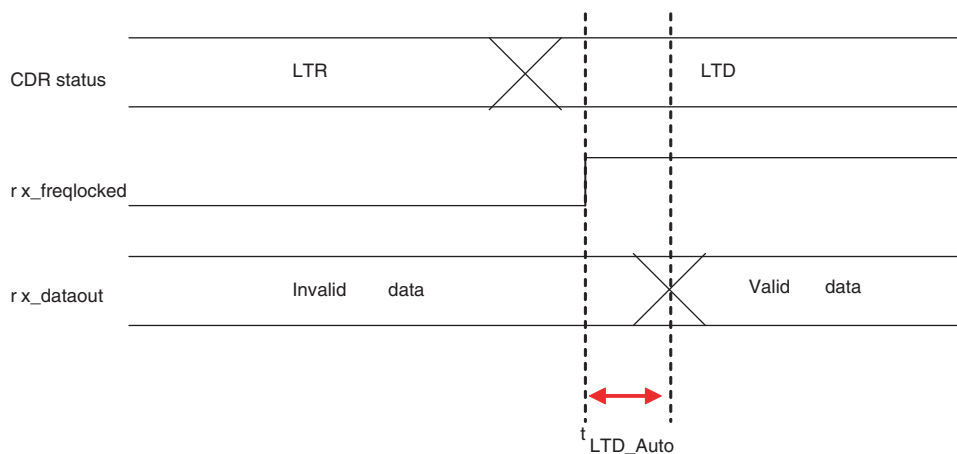 CDR status
LTR
LTD
r x_freqlocked
r x_dataout
Invalid data
Valid data
t LTD_Auto